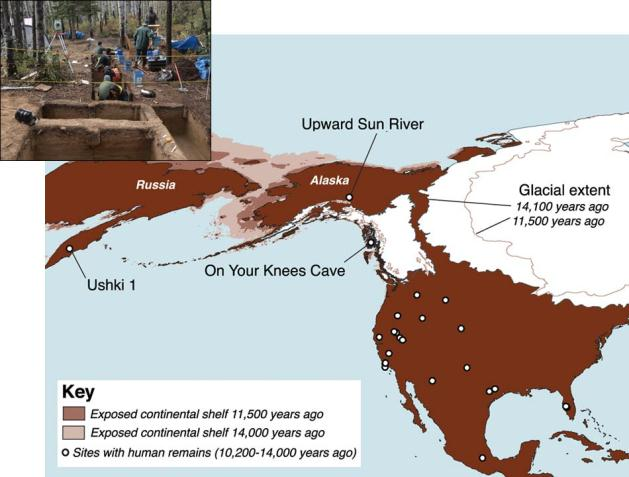 Upward Sun River
Russia
Alaska
Glacial extent
14,100 years ago
11,500 years ago
On Your Knees Cave
Ushki 1
Key
Exposed continental shelf 11,500 years ago
Exposed continental shelf 14,000 years ago
Sites with human remains (10,200-14,000 years ago)